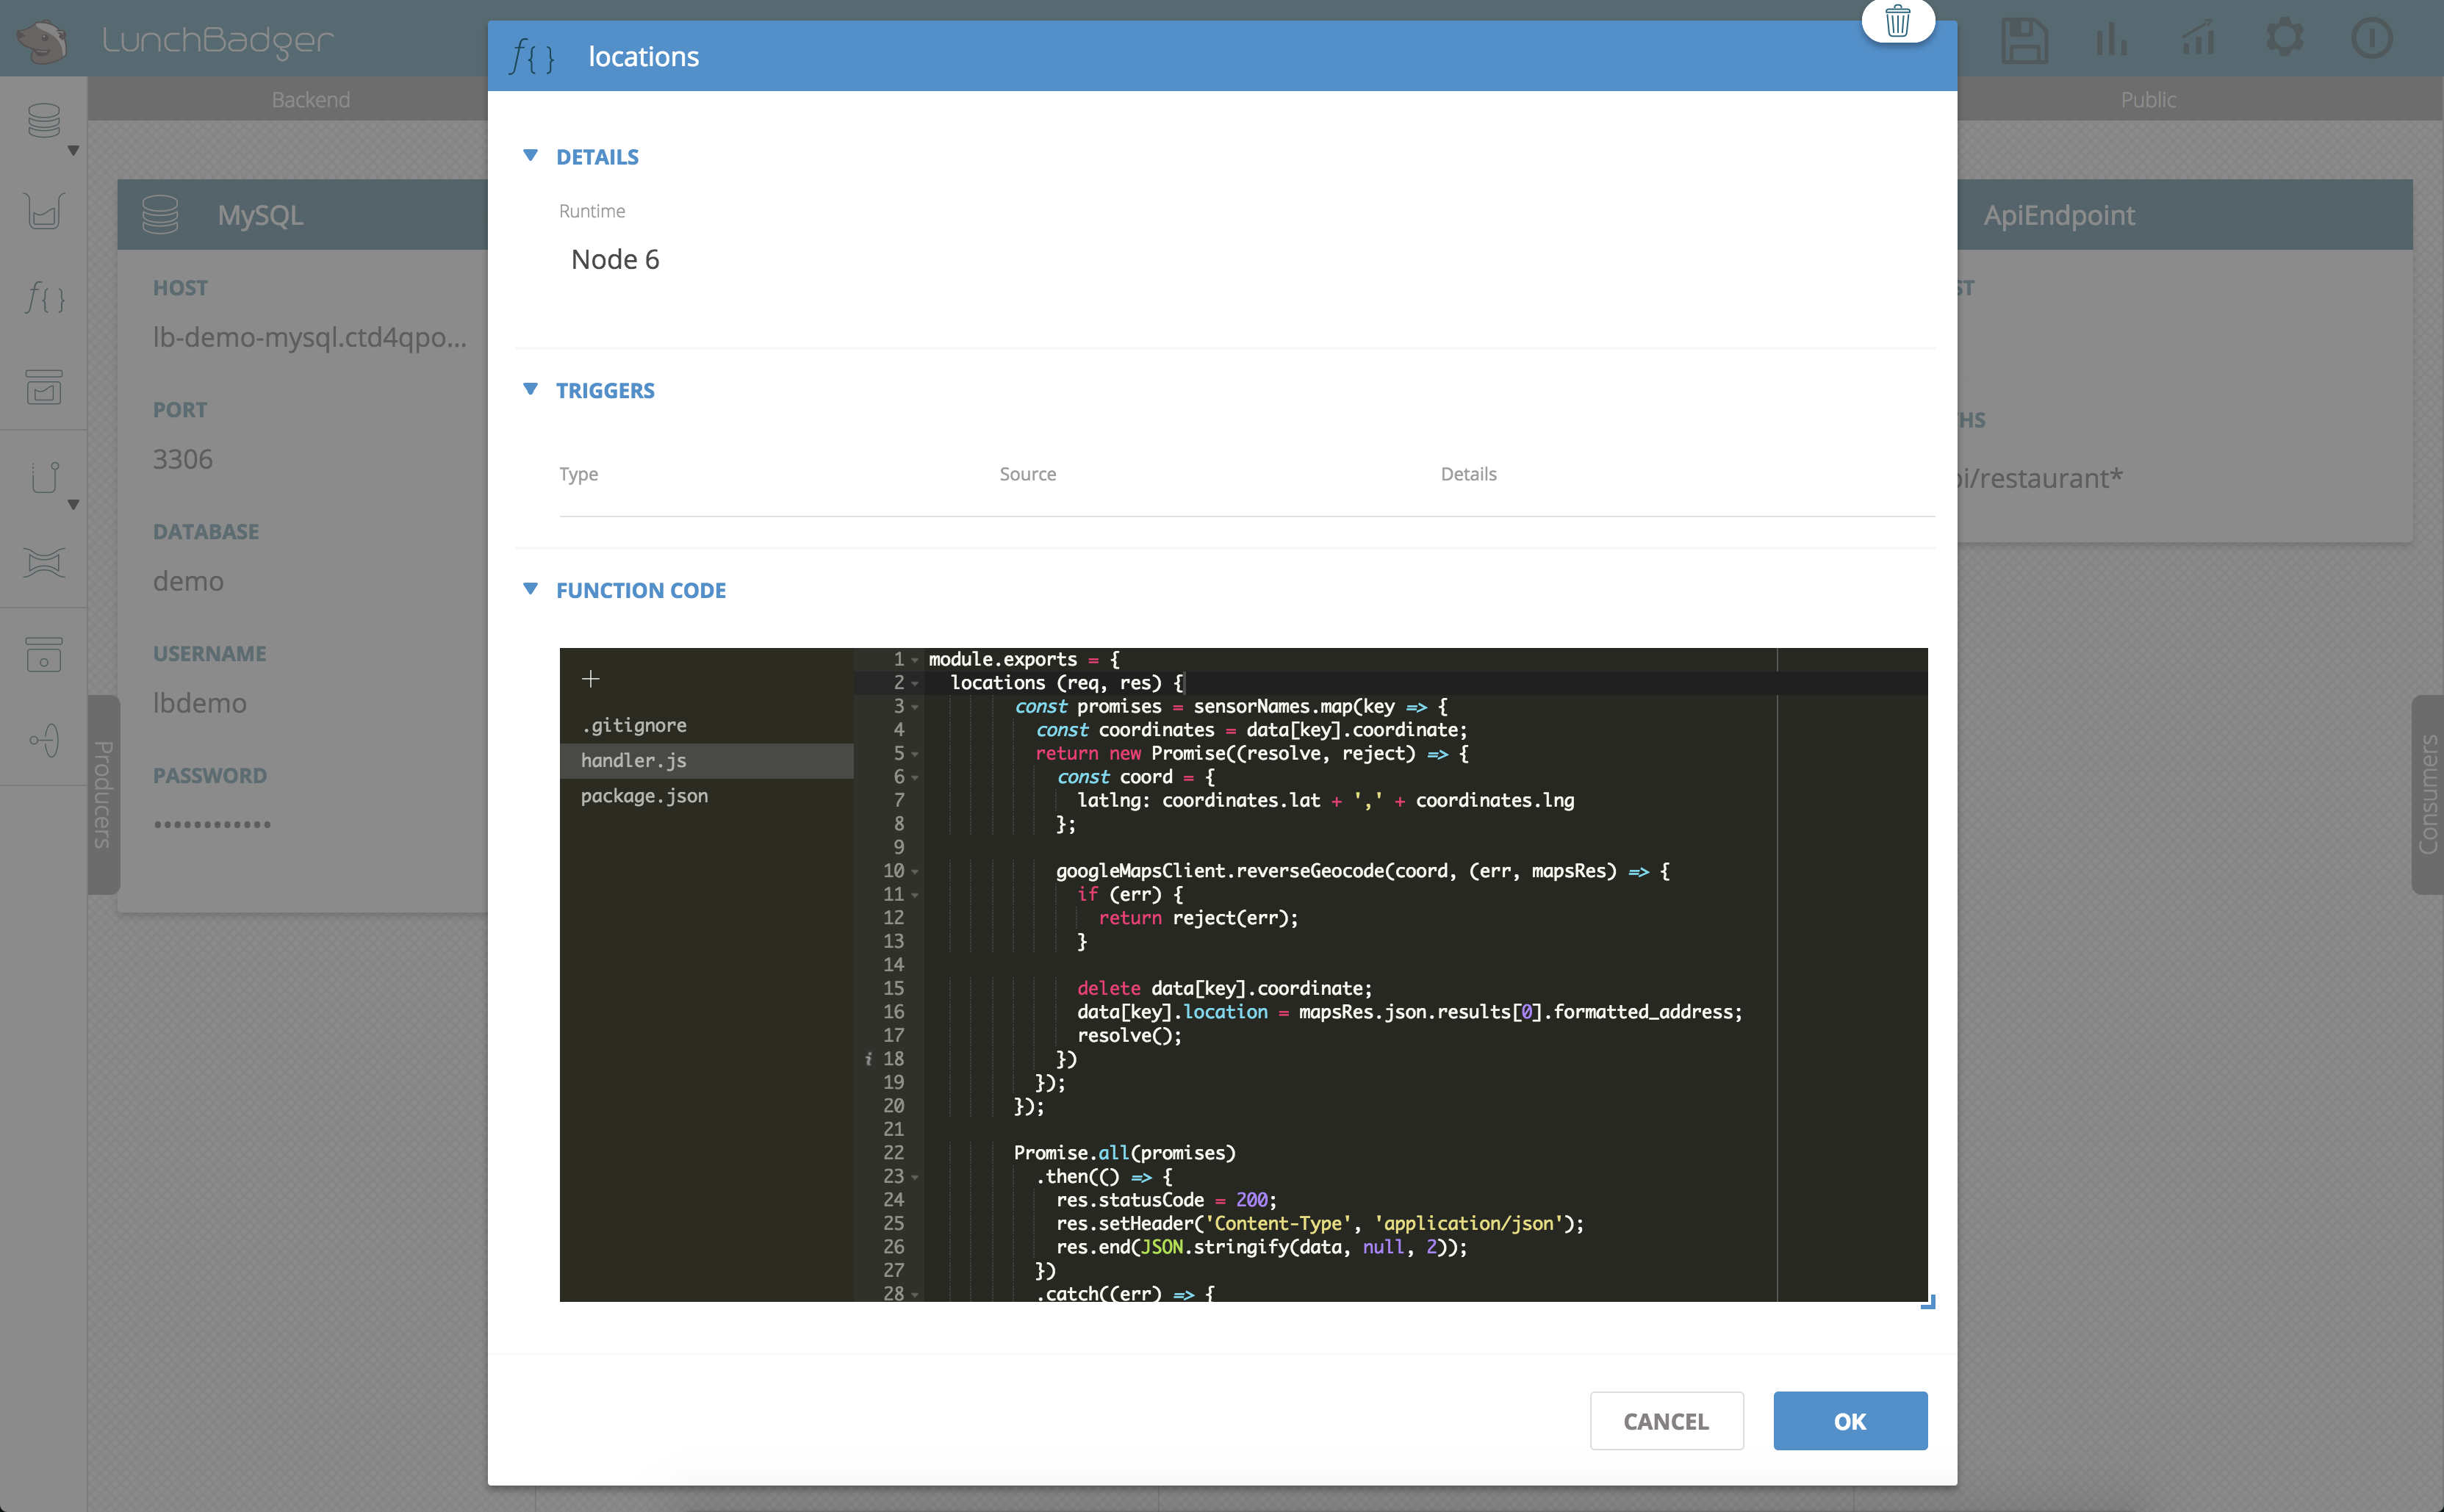 LunchBadger
Backend
Public
MySQL
HOST
lb-demo-mysql.ctd4qpo...
PORT
3306
DATABASE
demo
USERNAME
lbdemo
PASSWORD
••••••••••••
Producers
f{} locations
DETAILS
Runtime
Node 6
TRIGGERS
Type Source Details
FUNCTION CODE
+
.gitignore
handler.js
package.json
1 module.exports = {
2 locations (req, res) {
3 const promises = sensorNames.map(key => {
4 const coordinates = data[key].coordinate;
5 return new Promise((resolve, reject) => {
6 const coord = {
7 latlng: coordinates.lat + ',' + coordinates.lng
8 };
9
10 googleMapsClient.reverseGeocode(coord, (err, mapsRes) => {
11 if (err) {
12 return reject(err);
13 }
14
15 delete data[key].coordinate;
16 data[key].location = mapsRes.json.results[0].formatted_address;
17 resolve();
i 18 })
19 });
20 });
21
22 Promise.all(promises)
23 .then(() => {
24 res.statusCode = 200;
25 res.setHeader('Content-Type', 'application/json');
26 res.end(JSON.stringify(data, null, 2));
27 })
28 .catch((err) => {
CANCEL
OK
ApiEndpoint
ST
THS
pi/restaurant*
Consumers